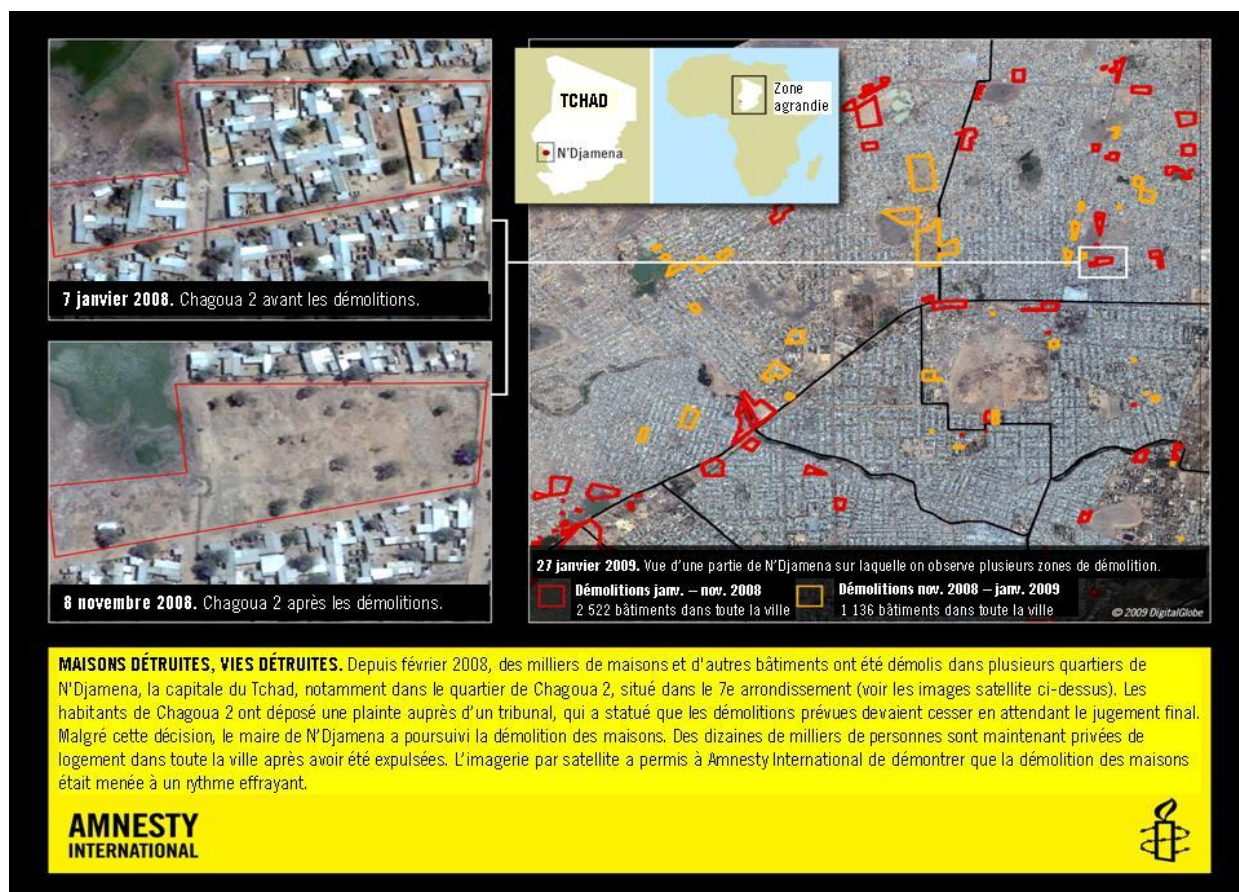 TCHAD
N'Djamena
Zone
agrandie
7 janvier 2008. Chagoua 2 avant les démolitions.
8 novembre 2008. Chagoua 2 après les démolitions.
27 janvier 2009. Vue d'une partie de N'Djamena sur laquelle on observe plusieurs zones de démolition.
Démolitions janv. – nov. 2008
2 522 bâtiments dans toute la ville
Démolitions nov. 2008 – janv. 2009
1 136 bâtiments dans toute la ville
© 2009 DigitalGlobe
MAISONS DÉTRUITES, VIES DÉTRUITES. Depuis février 2008, des milliers de maisons et d'autres bâtiments ont été démolis dans plusieurs quartiers de
N'Djamena, la capitale du Tchad, notamment dans le quartier de Chagoua 2, situé dans le 7e arrondissement (voir les images satellite ci-dessus). Les
habitants de Chagoua 2 ont déposé une plainte auprès d'un tribunal, qui a statué que les démolitions prévues devaient cesser en attendant le jugement final.
Malgré cette décision, le maire de N'Djamena a poursuivi la démolition des maisons. Des dizaines de milliers de personnes sont maintenant privées de
logement dans toute la ville après avoir été expulsées. L'imagerie par satellite a permis à Amnesty International de démontrer que la démolition des maisons
était menée à un rythme effrayant.
AMNESTY
INTERNATIONAL